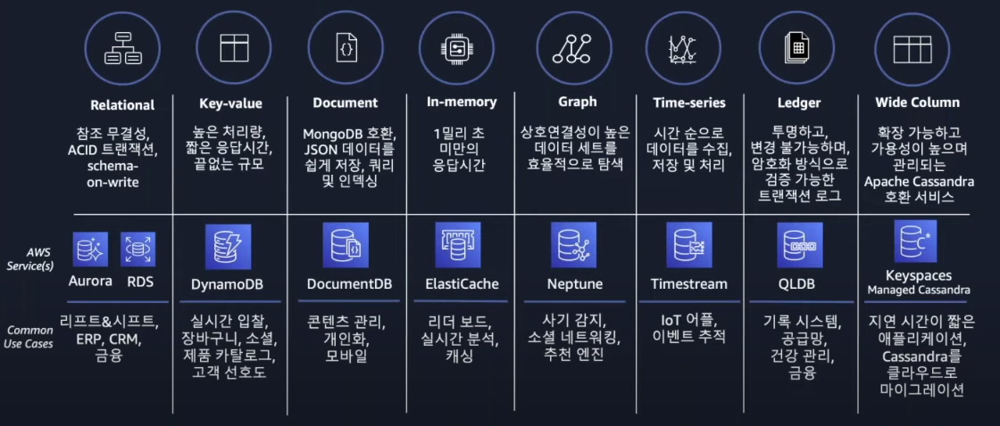 Relational
참조 무결성,
ACID 트랜잭션,
schema-
on-write
Key-value
높은 처리량,
짧은 응답시간,
끝없는 규모
Document
MongoDB 호환,
JSON 데이터를
쉽게 저장, 쿼리
및 인덱싱
In-memory
1밀리 초
미만의
응답시간
Graph
상호연결성이 높은
데이터 세트를
효율적으로 탐색
Time-series
시간 순으로
데이터를 수집,
저장 및 처리
Ledger
투명하고,
변경 불가능하며,
암호화 방식으로
검증 가능한
트랜잭션 로그
Wide Column
확장 가능하고
가용성이 높으며
관리되는
Apache Cassandra
호환 서비스
AWS
Service(s)
Aurora
RDS
DynamoDB
DocumentDB
ElastiCache
Neptune
Timestream
QLDB
C*
Keyspaces
Managed Cassandra
Common
Use Cases
리프트&시프트,
ERP, CRM,
금융
실시간 입찰,
장바구니, 소셜,
제품 카탈로그,
고객 선호도
콘텐츠 관리,
개인화,
모바일
리더 보드,
실시간 분석,
캐싱
사기 감지,
소셜 네트워킹,
추천 엔진
IoT 어플,
이벤트 추적
기록 시스템,
공급망,
건강 관리,
금융
지연 시간이 짧은
애플리케이션,
Cassandra를
클라우드로
마이그레이션